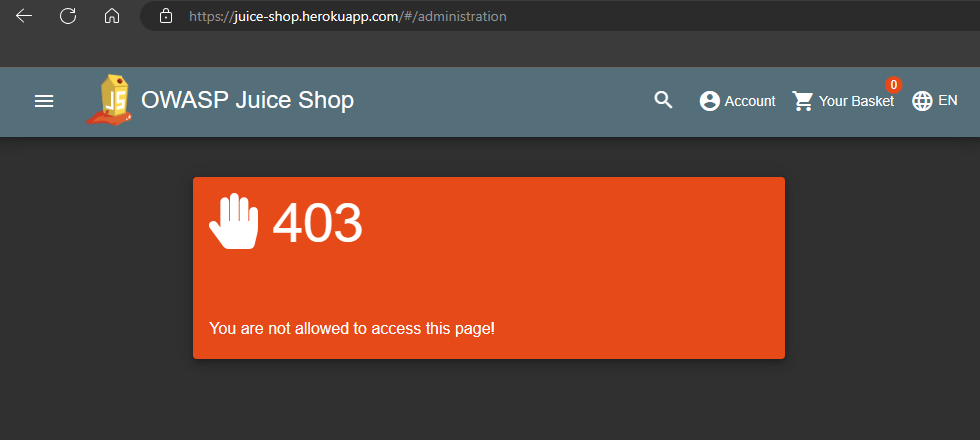 https://juice-shop.herokuapp.com/#/administration
JS
OWASP Juice Shop
Account
0
Your Basket
EN
403
You are not allowed to access this page!